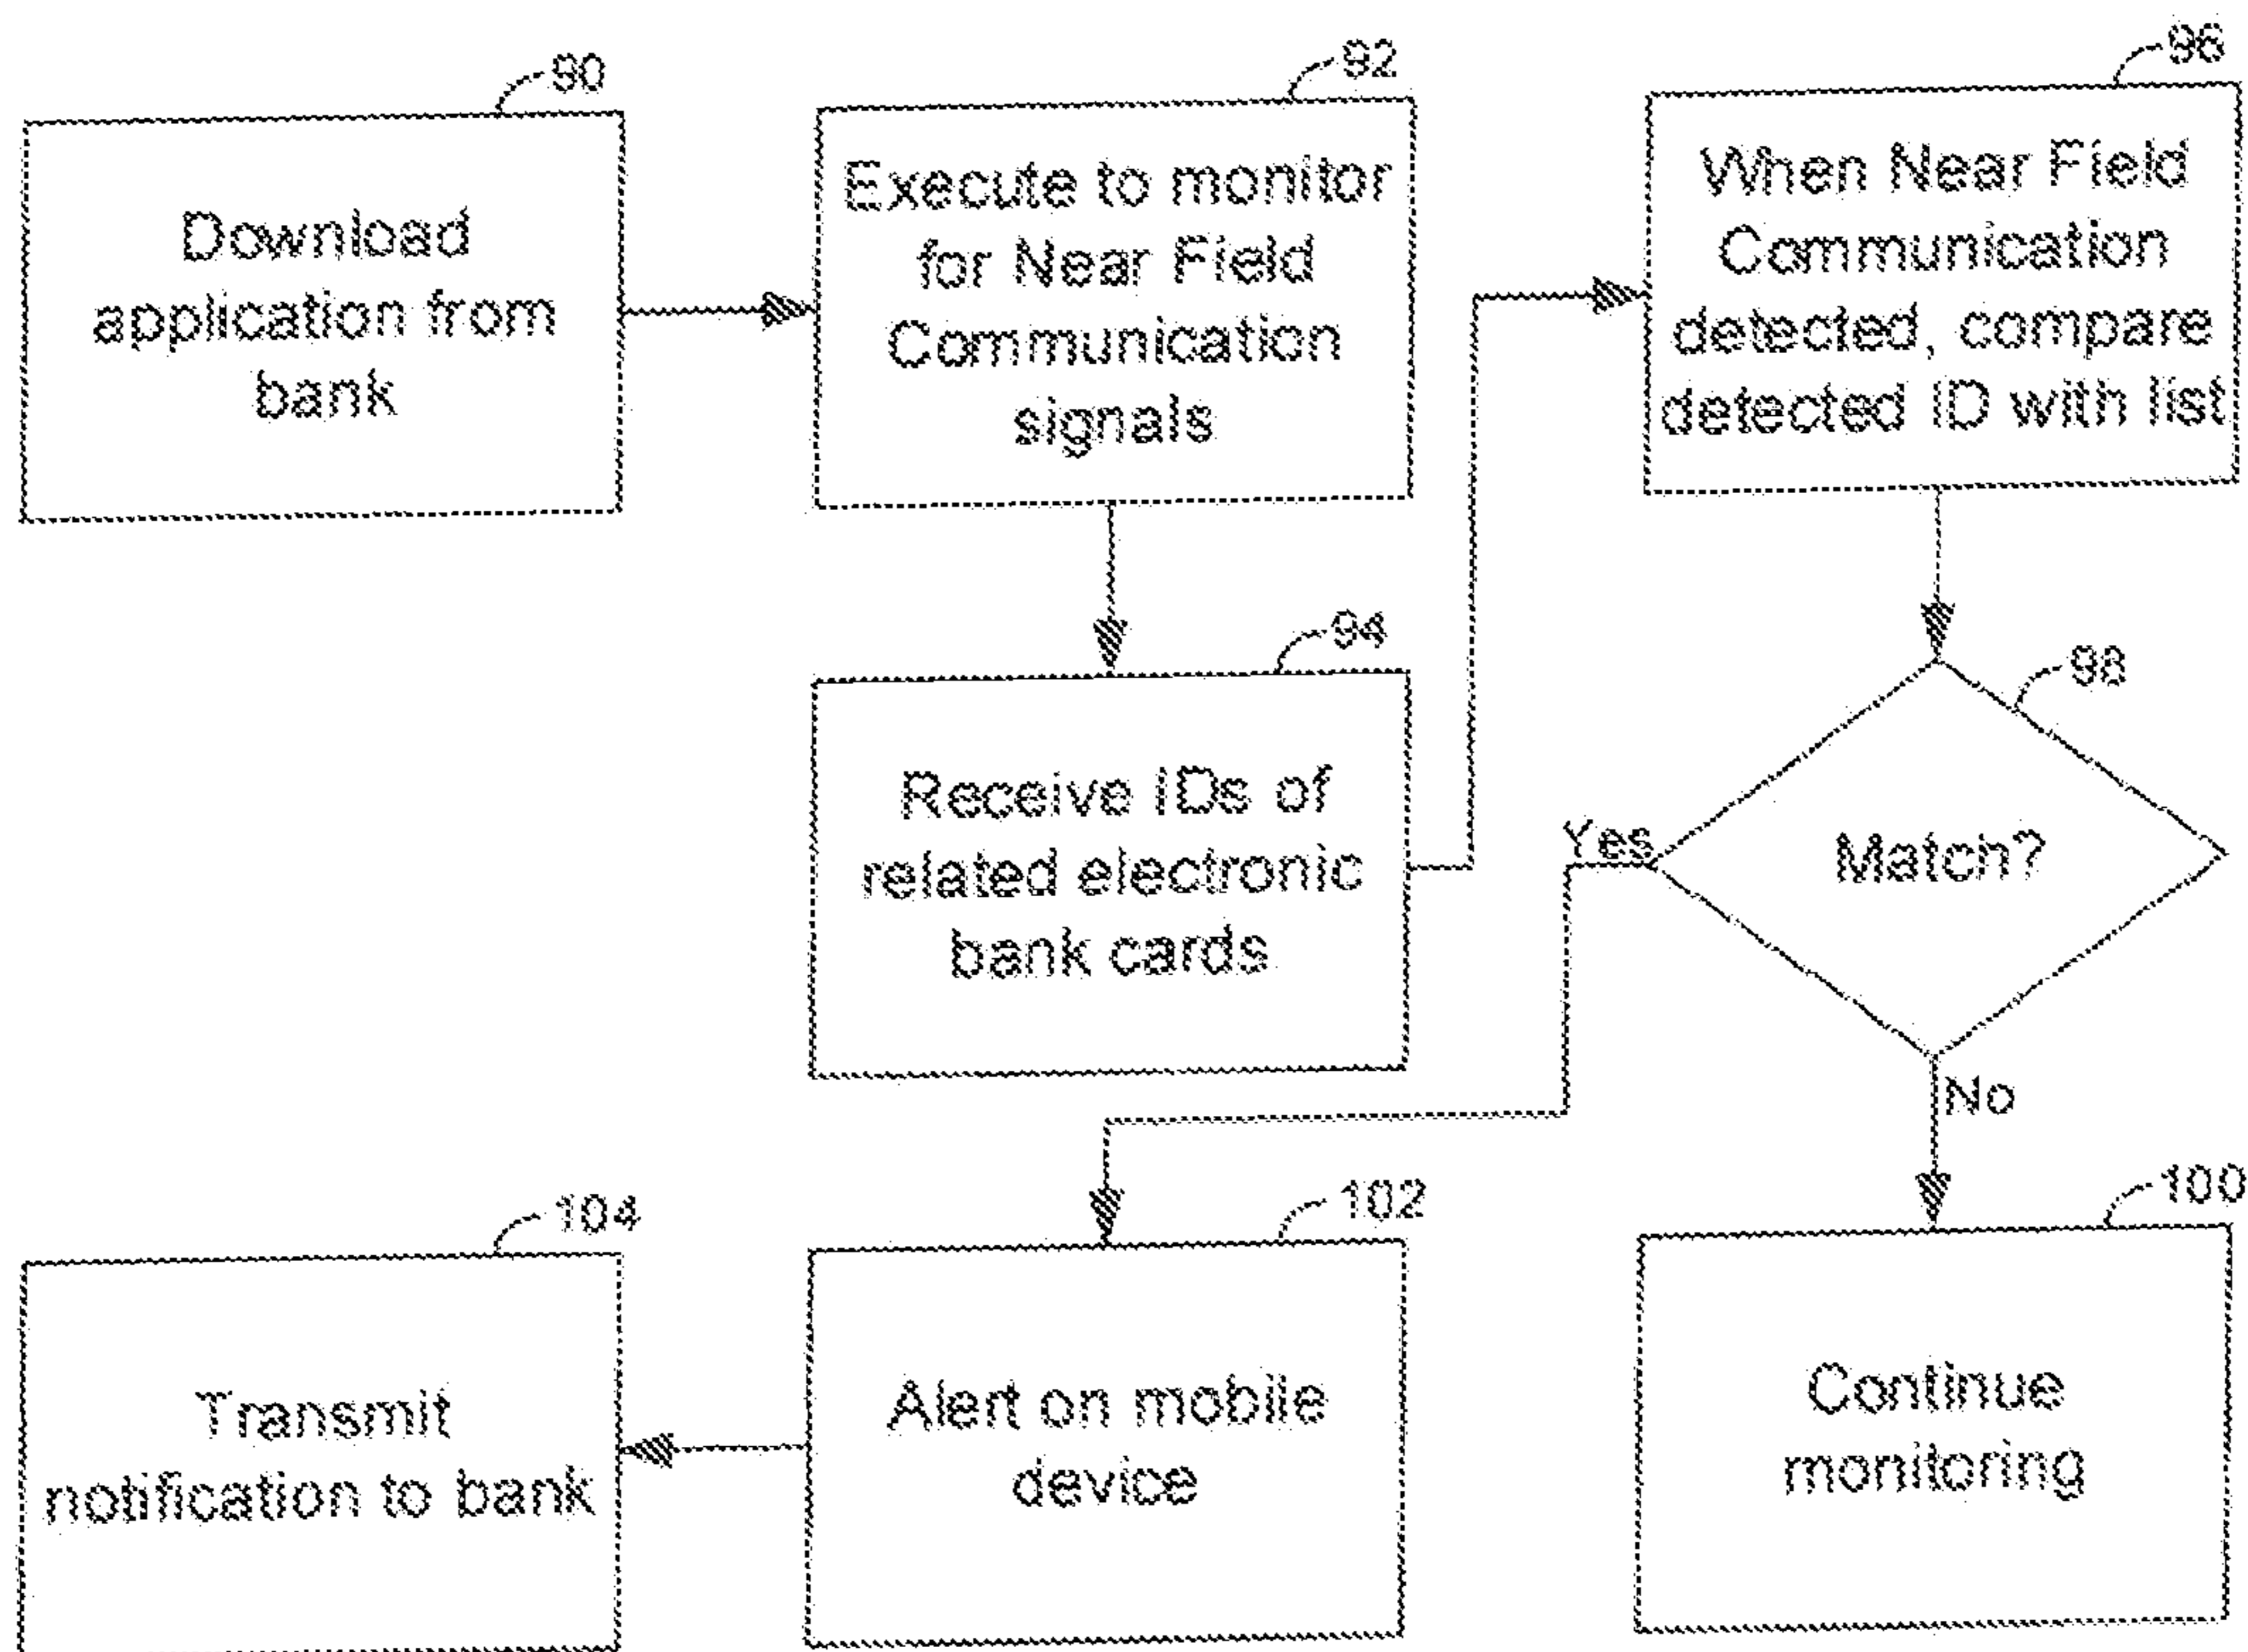 90
Download
application from
bank
92
Execute to monitor
for Near Field
Communication
signals
96
When Near Field
Communication
detected, compare
detected ID with list
94
Receive IDs of
related electronic
bank cards
98
Match?
Yes
No
104
Transmit
notification to bank
102
Alert on mobile
device
100
Continue
monitoring